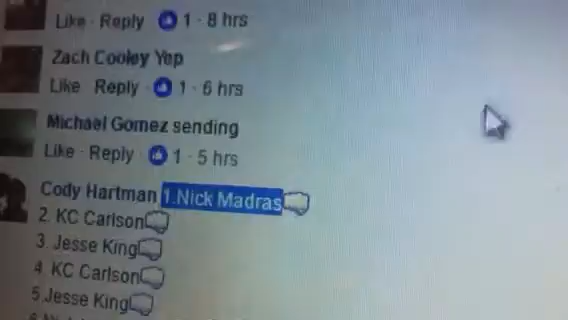 Like · Reply · 1 · 8 hrs
Zach Cooley Yep
Like Reply · 1 · 6 hrs
Michael Gomez sending
Like · Reply · 1 · 5 hrs
Cody Hartman 1.Nick Madras
2. KC Carlson
3. Jesse King
4. KC Carlson
5.Jesse King